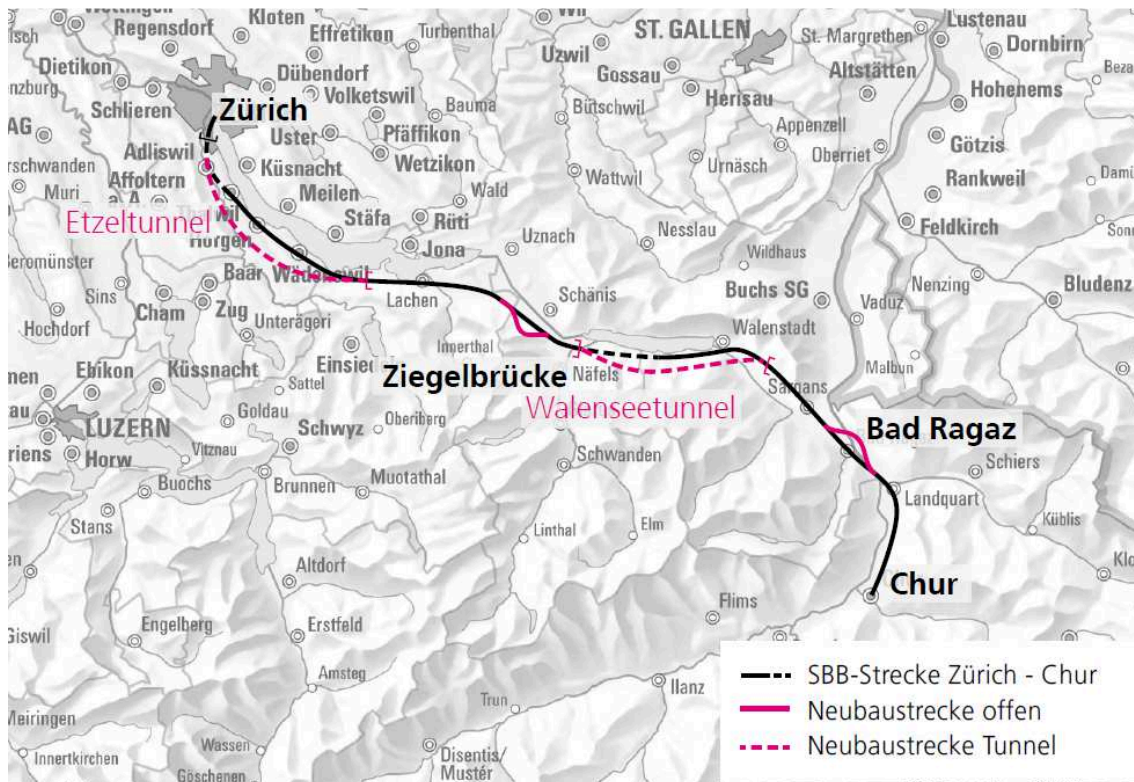 Wettingen
Kloten
Turbenthal
Wil
ST. GALLEN
St. Margrethen
Lustenau
Regensdorf
Effretikon
Uzwil
Dornbirn
Dietikon
Dübendorf
Gossau
Altstätten
Hohenems
Schlieren
Volketswil
Bauma
Bütschwil
Herisau
Zürich
Uster
Pfäffikon
Appenzell
Götzis
Adliswil
Küsnacht
Wetzikon
Urnäsch
Oberriet
Affoltern
a. A.
Muri
Meilen
Wald
Wattwil
Rankweil
Etzeltunnel
Stäfa
Rüti
Feldkirch
Horgen
Jona
Uznach
Nesslau
Wildhaus
Beromünster
Baar
Wädenswil
Nenzing
Sins
Cham
Zug
Lachen
Schänis
Buchs SG
Vaduz
Bludenz
Hochdorf
Unterägeri
Walenstadt
Innerthal
Malbun
Ebikon
Küssnacht
Ziegelbrücke
Näfels
Sattel
Walenseetunnel
Sargans
LUZERN
Goldau
Oberiberg
Bad Ragaz
Horw
Vitznau
Schwyz
Schwanden
Schiers
Buochs
Brunnen
Muotathal
Landquart
Stans
Linthal
Elm
Küblis
Altdorf
Chur
Flims
Giswil
Engelberg
Erstfeld
Amsteg
Ilanz
Trun
Meiringen
Innertkirchen
Wassen
Göschenen
Disentis/
Mustér
SBB-Strecke Zürich - Chur
Neubaustrecke offen
Neubaustrecke Tunnel